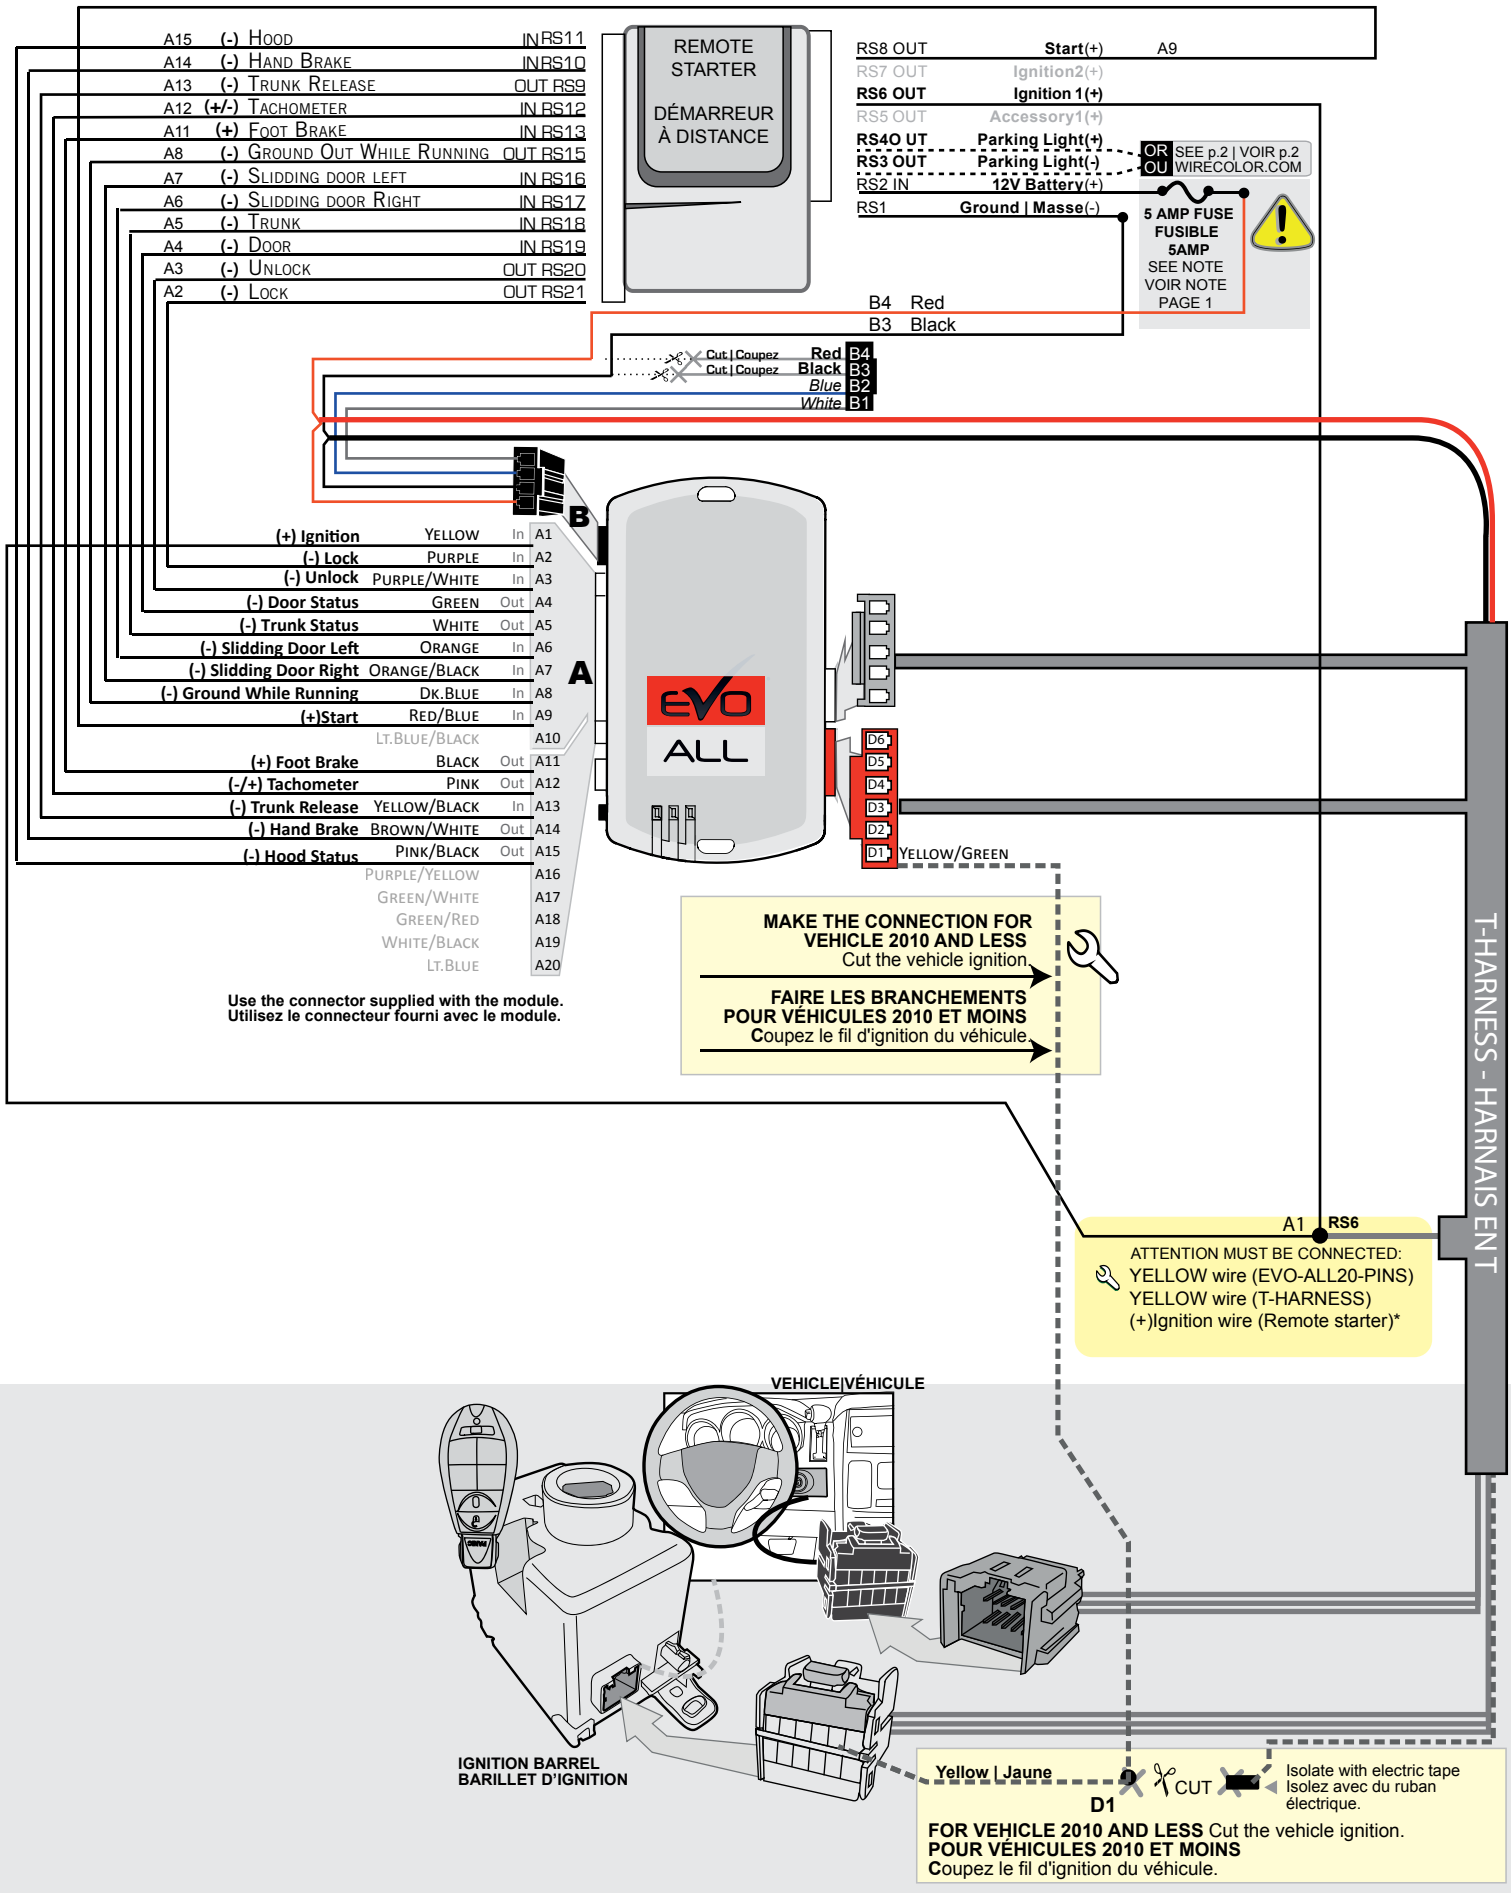 A15 (-) HOOD IN RS11
A14 (-) HAND BRAKE IN RS10
A13 (-) TRUNK RELEASE OUT RS9
A12 (+/-) TACHOMETER IN RS12
A11 (+) FOOT BRAKE IN RS13
A8 (-) GROUND OUT WHILE RUNNING OUT RS15
A7 (-) SLIDDING DOOR LEFT IN RS16
A6 (-) SLIDDING DOOR RIGHT IN RS17
A5 (-) TRUNK IN RS18
A4 (-) DOOR IN RS19
A3 (-) UNLOCK OUT RS20
A2 (-) LOCK OUT RS21
REMOTE
STARTER
DÉMARREUR
À DISTANCE
RS8 OUT Start(+) A9
RS7 OUT Ignition2(+)
RS6 OUT Ignition 1(+)
RS5 OUT Accessory1(+)
RS4O UT Parking Light(+)
RS3 OUT Parking Light(-)
RS2 IN 12V Battery(+)
RS1 Ground | Masse(-)
OR SEE p.2 | VOIR p.2
OU WIRECOLOR.COM
5 AMP FUSE
FUSIBLE
5AMP
SEE NOTE
VOIR NOTE
PAGE 1
B4 Red
B3 Black
Cut | Coupez Red B4
Cut | Coupez Black B3
Blue B2
White B1
B
(+) Ignition YELLOW In A1
(-) Lock PURPLE In A2
(-) Unlock PURPLE/WHITE In A3
(-) Door Status GREEN Out A4
(-) Trunk Status WHITE Out A5
(-) Slidding Door Left ORANGE In A6
(-) Slidding Door Right ORANGE/BLACK In A7
(-) Ground While Running DK.BLUE In A8
(+)Start RED/BLUE In A9
LT.BLUE/BLACK A10
(+) Foot Brake BLACK Out A11
(-/+) Tachometer PINK Out A12
(-) Trunk Release YELLOW/BLACK In A13
(-) Hand Brake BROWN/WHITE Out A14
(-) Hood Status PINK/BLACK Out A15
PURPLE/YELLOW A16
GREEN/WHITE A17
GREEN/RED A18
WHITE/BLACK A19
LT.BLUE A20
A
EVO
ALL
D6
D5
D4
D3
D2
D1 YELLOW/GREEN
Use the connector supplied with the module.
Utilisez le connecteur fourni avec le module.
MAKE THE CONNECTION FOR
VEHICLE 2010 AND LESS
Cut the vehicle ignition.
FAIRE LES BRANCHEMENTS
POUR VÉHICULES 2010 ET MOINS
Coupez le fil d'ignition du véhicule.
T-HARNESS - HARNAIS EN T
A1 RS6
ATTENTION MUST BE CONNECTED:
YELLOW wire (EVO-ALL20-PINS)
YELLOW wire (T-HARNESS)
(+)Ignition wire (Remote starter)*
VEHICLE|VÉHICULE
PANIC
IGNITION BARREL
BARILLET D'IGNITION
Yellow | Jaune
D1
CUT
Isolate with electric tape
Isolez avec du ruban
électrique.
FOR VEHICLE 2010 AND LESS Cut the vehicle ignition.
POUR VÉHICULES 2010 ET MOINS
Coupez le fil d'ignition du véhicule.